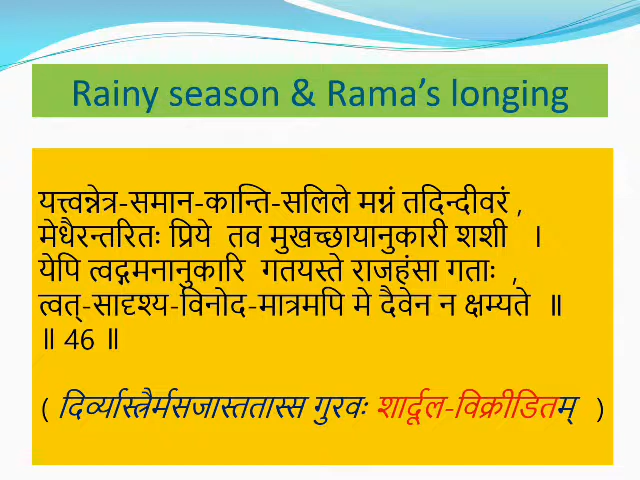 Rainy season & Rama’s longing
यत्त्वन्नेत्र-समान-कान्ति-सलिले मग्नं तदिन्दीवरं ,
मेधैरन्तरितः प्रिये तव मुखच्छायानुकारी शशी ।
येपि त्वद्गमनानुकारि गतयस्ते राजहंसा गताः ,
त्वत्-सादृश्य-विनोद-मात्रमपि मे दैवेन न क्षम्यते ॥
॥ 46 ॥
( दिर्व्यास्त्रैर्मसजास्ततास्स गुरवः शार्दूल-विक्रीडितम् )